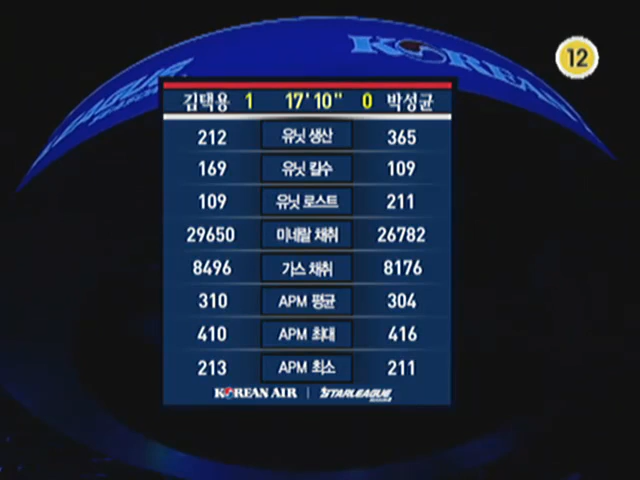 KOREAN
12
김택용 1 17' 10" 0 박성균
212 유닛 생산 365
169 유닛 킬수 109
109 유닛 로스트 211
29650 미네랄 채취 26782
8496 가스 채취 8176
310 APM 평균 304
410 APM 최대 416
213 APM 최소 211
KOREAN AIR | STARLEAGUE